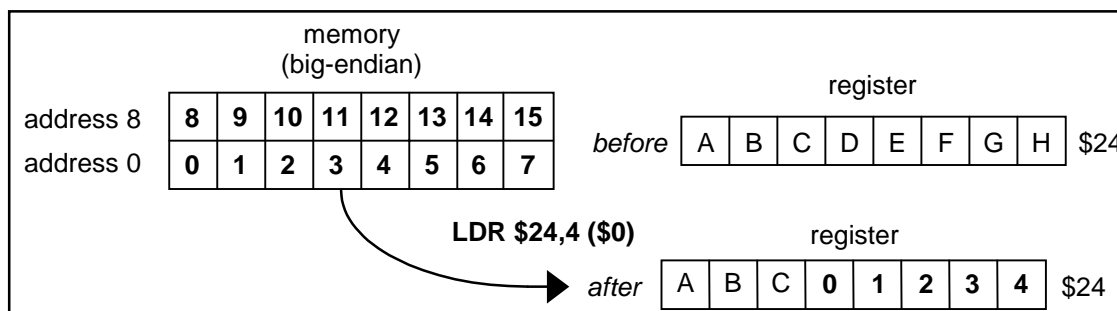 memory
(big-endian)
register
address 8 8 9 10 11 12 13 14 15
before A B C D E F G H $24
address 0 0 1 2 3 4 5 6 7
LDR $24,4 ($0)
register
after A B C 0 1 2 3 4 $24